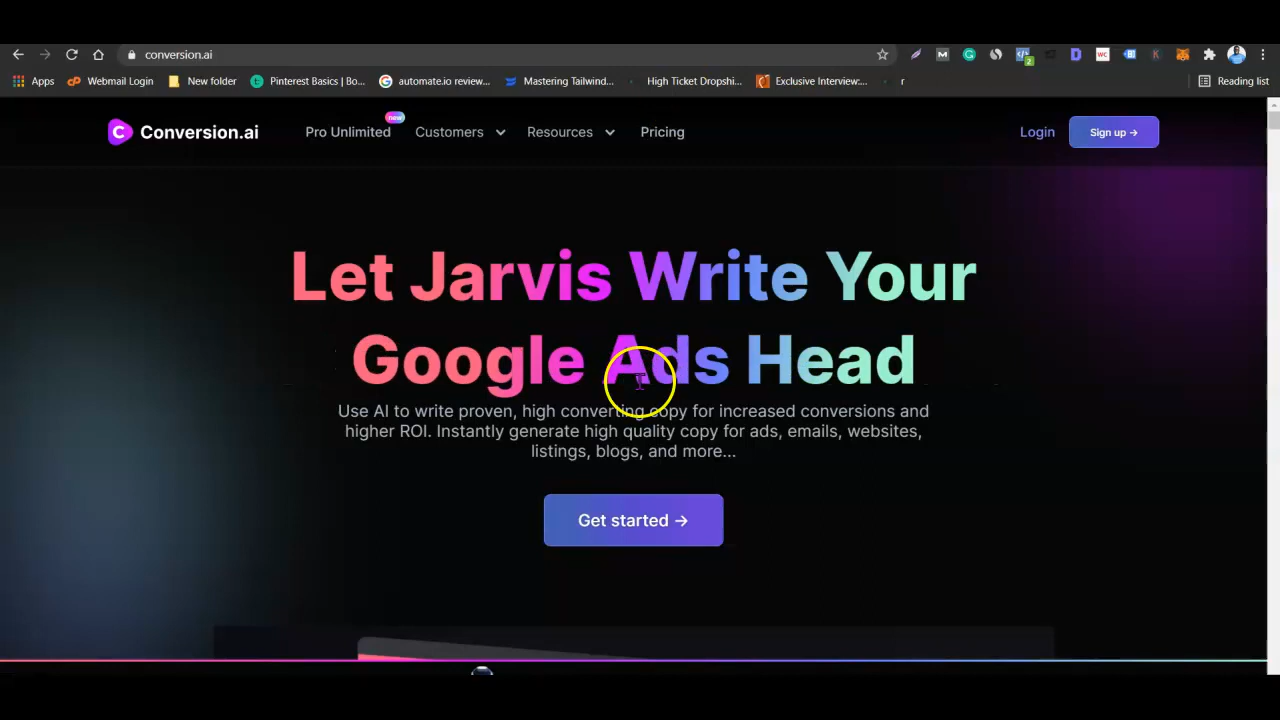 conversion.ai
2
Apps
Webmail Login
New folder
Pinterest Basics | Bo...
automate.io review...
Mastering Tailwind...
High Ticket Dropshi...
Exclusive Interview:...
r
Reading list
Conversion.ai
Pro Unlimited
new
Customers
Resources
Pricing
Login
Sign up →
Let Jarvis Write Your
Google Ads Head
Use AI to write proven, high converting copy for increased conversions and
higher ROI. Instantly generate high quality copy for ads, emails, websites,
listings, blogs, and more...
Get started →